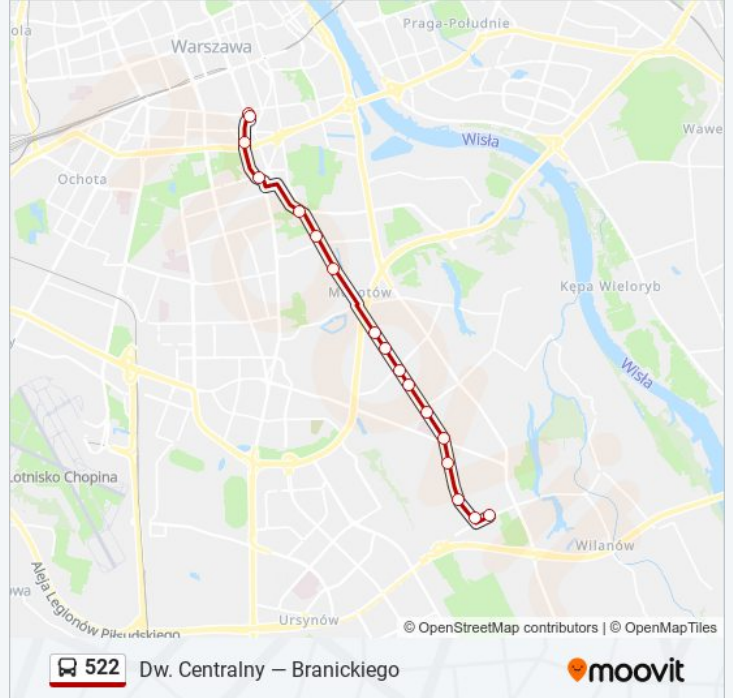 ola
Praga-Południe
Warszawa
Wisła
Wawe
Ochota
Kępa Wieloryb
Wisła
Lotnisko Chopina
Wilanów
Aleja Legionów Piłsudskiego
owa
Ursynów
© OpenStreetMap contributors | © OpenMapTiles
522 Dw. Centralny — Branickiego
moovit